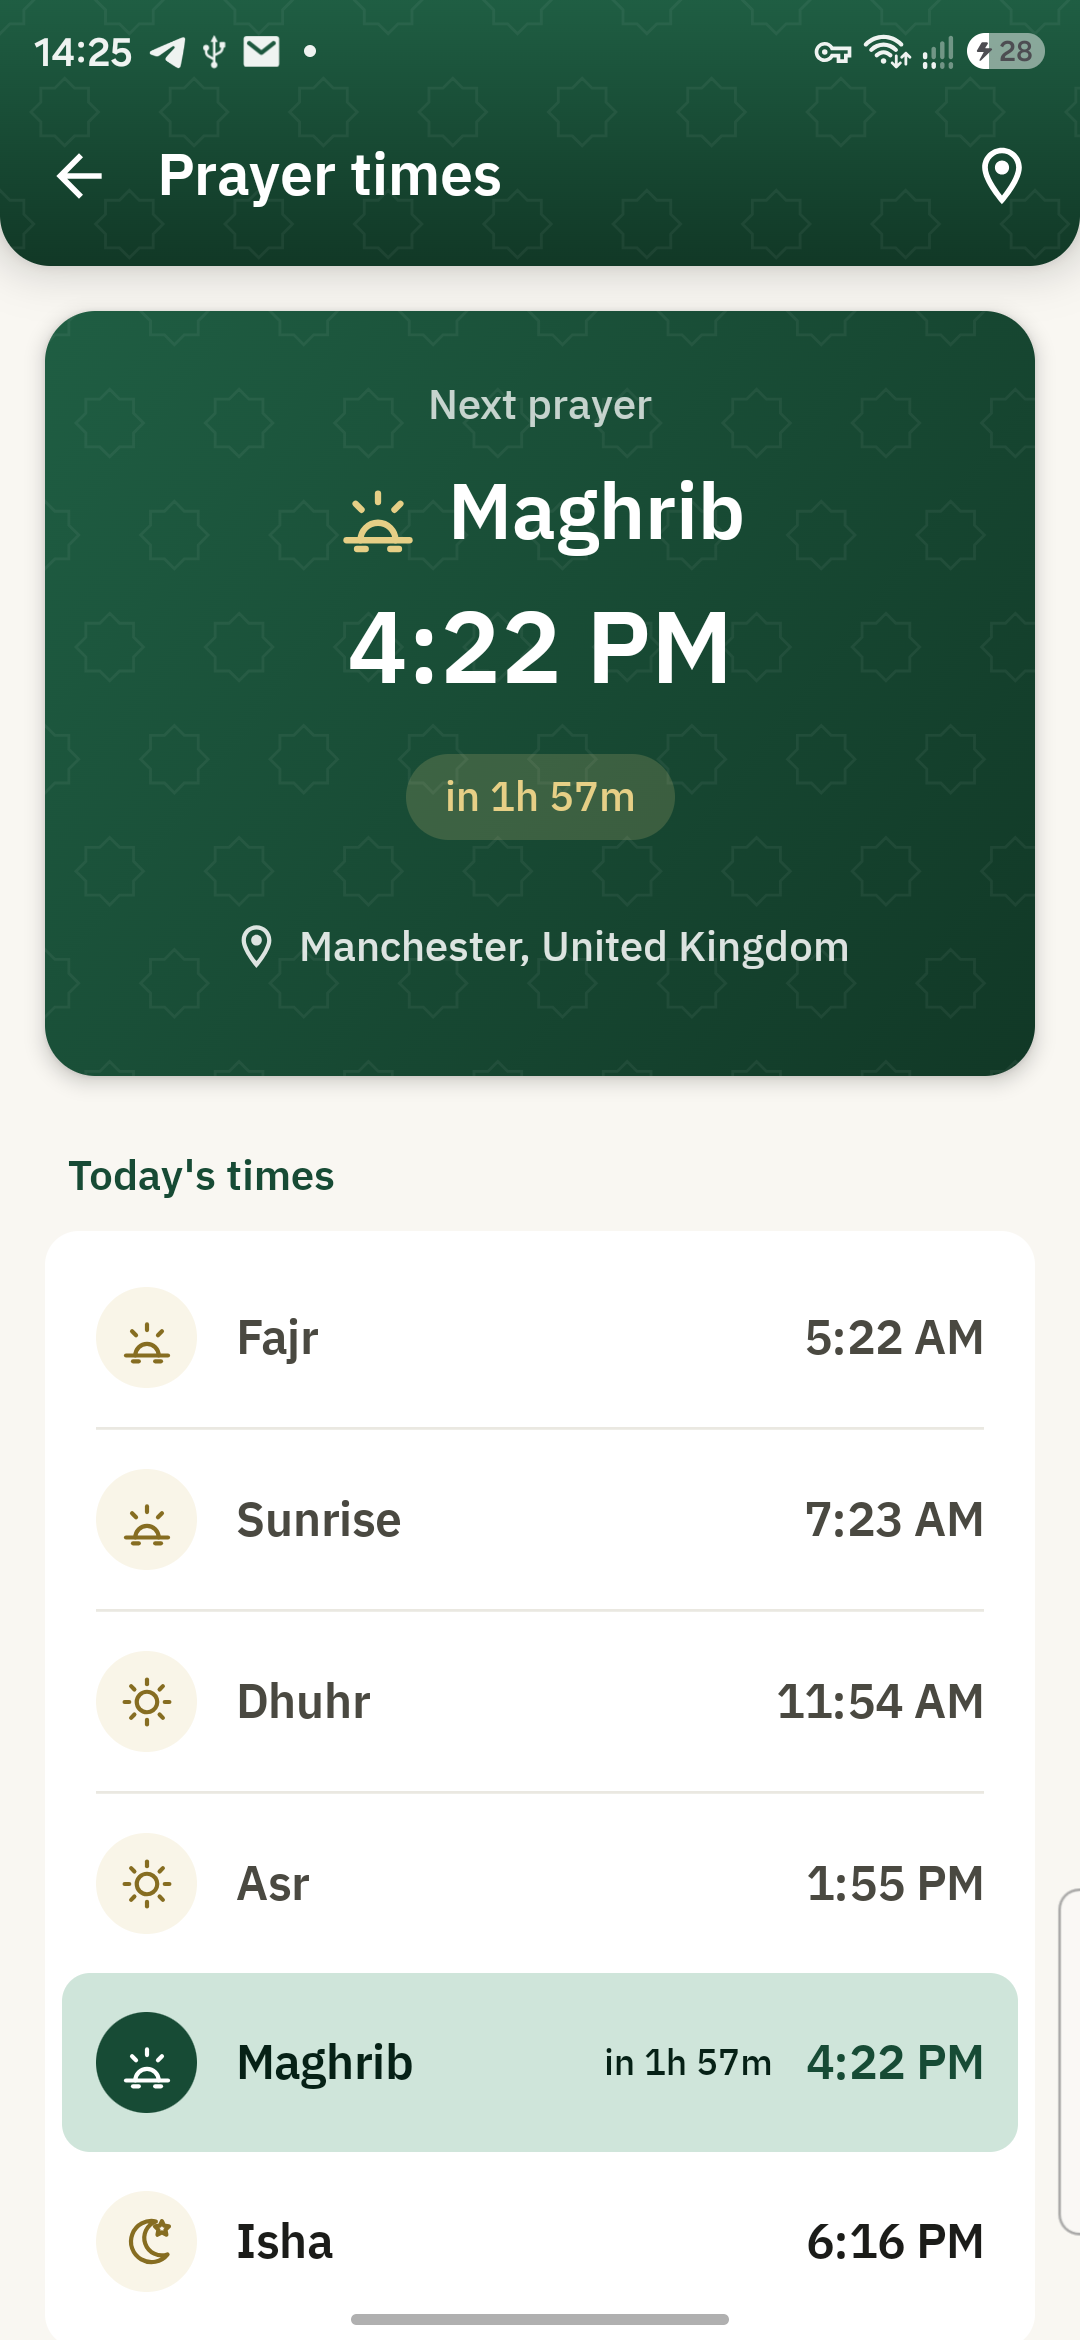 14:25
28
Prayer times
Next prayer
Maghrib
4:22 PM
in 1h 57m
Manchester, United Kingdom
Today's times
Fajr 5:22 AM
Sunrise 7:23 AM
Dhuhr 11:54 AM
Asr 1:55 PM
Maghrib in 1h 57m 4:22 PM
Isha 6:16 PM